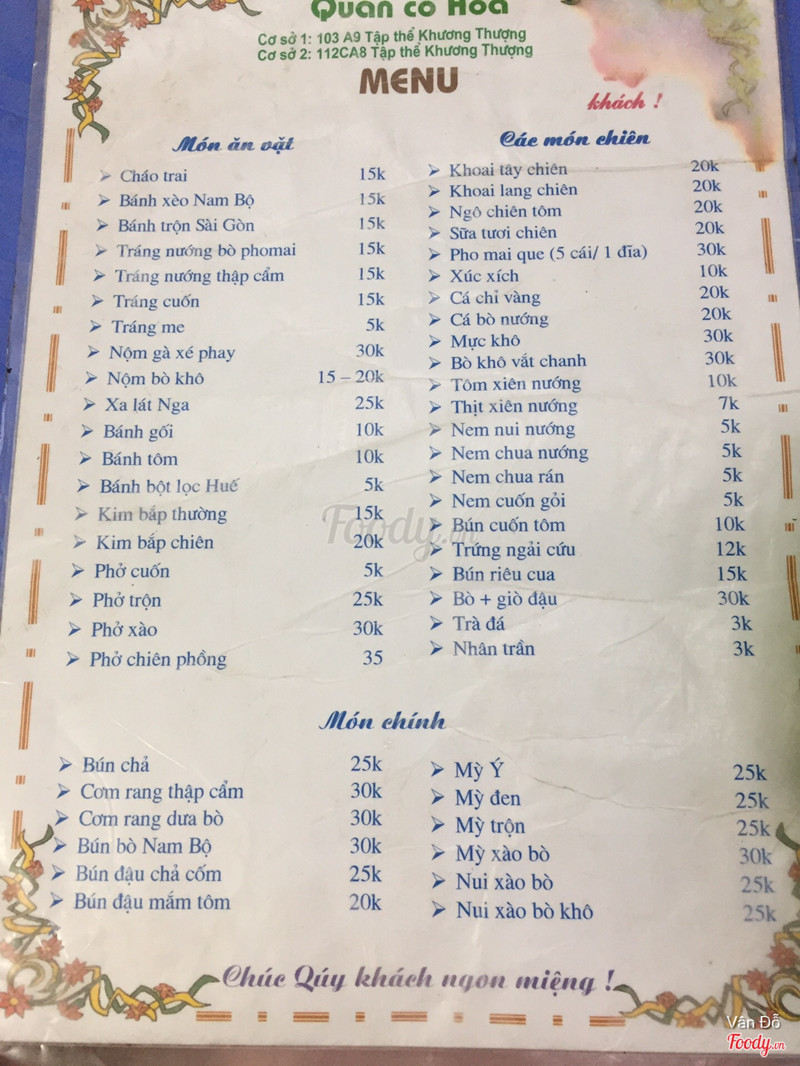 Quán cô Hoa
Cơ sở 1: 103 A9 Tập thể Khương Thượng
Cơ sở 2: 112CA8 Tập thể Khương Thượng
MENU
khách !
Món ăn vặt
➢ Cháo trai 15k
➢ Bánh xèo Nam Bộ 15k
➢ Bánh trộn Sài Gòn 15k
➢ Tráng nướng bò phomai 15k
➢ Tráng nướng thập cẩm 15k
➢ Tráng cuốn 15k
➢ Tráng me 5k
➢ Nộm gà xé phay 30k
➢ Nộm bò khô 15 – 20k
➢ Xa lát Nga 25k
➢ Bánh gối 10k
➢ Bánh tôm 10k
➢ Bánh bột lọc Huế 5k
➢ Kim bắp thường 15k
➢ Kim bắp chiên 20k
➢ Phở cuốn 5k
➢ Phở trộn 25k
➢ Phở xào 30k
➢ Phở chiên phồng 35
Các món chiên
➢ Khoai tây chiên 20k
➢ Khoai lang chiên 20k
➢ Ngô chiên tôm 20k
➢ Sữa tươi chiên 20k
➢ Pho mai que (5 cái/ 1 đĩa) 30k
➢ Xúc xích 10k
➢ Cá chỉ vàng 20k
➢ Cá bò nướng 20k
➢ Mực khô 30k
➢ Bò khô vắt chanh 30k
➢ Tôm xiên nướng 10k
➢ Thịt xiên nướng 7k
➢ Nem nui nướng 5k
➢ Nem chua nướng 5k
➢ Nem chua rán 5k
➢ Nem cuốn gỏi 5k
➢ Bún cuốn tôm 10k
➢ Trứng ngải cứu 12k
➢ Bún riêu cua 15k
➢ Bò + giò đậu 30k
➢ Trà đá 3k
➢ Nhân trần 3k
Món chính
➢ Bún chả 25k
➢ Cơm rang thập cẩm 30k
➢ Cơm rang dưa bò 30k
➢ Bún bò Nam Bộ 30k
➢ Bún đậu chả cốm 25k
➢ Bún đậu mắm tôm 20k
➢ Mỳ Ý 25k
➢ Mỳ đen 25k
➢ Mỳ trộn 25k
➢ Mỳ xào bò 30k
➢ Nui xào bò 25k
➢ Nui xào bò khô 25k
Chúc Qúy khách ngon miệng !
Foody.vn
Vân Đỗ
Foody.vn